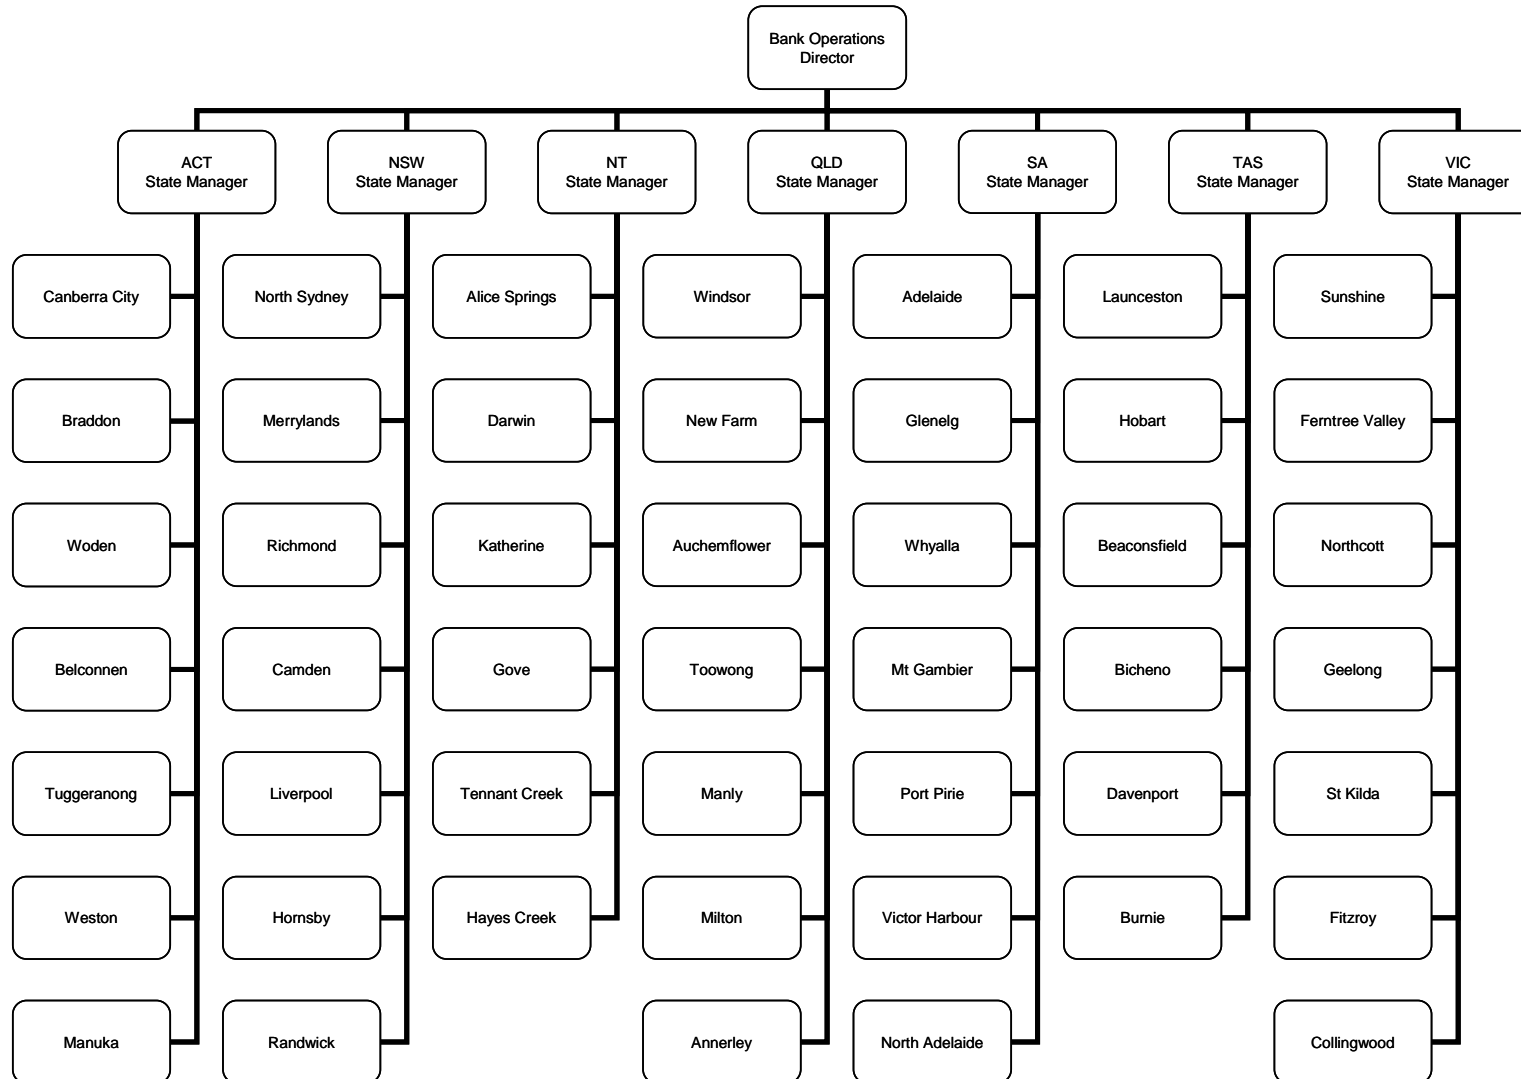 Bank Operations
Director
ACT
State Manager
NSW
State Manager
NT
State Manager
QLD
State Manager
SA
State Manager
TAS
State Manager
VIC
State Manager
Canberra City
North Sydney
Alice Springs
Windsor
Adelaide
Launceston
Sunshine
Braddon
Merrylands
Darwin
New Farm
Glenelg
Hobart
Ferntree Valley
Woden
Richmond
Katherine
Auchemflower
Whyalla
Beaconsfield
Northcott
Belconnen
Camden
Gove
Toowong
Mt Gambier
Bicheno
Geelong
Tuggeranong
Liverpool
Tennant Creek
Manly
Port Pirie
Davenport
St Kilda
Weston
Hornsby
Hayes Creek
Milton
Victor Harbour
Burnie
Fitzroy
Manuka
Randwick
Annerley
North Adelaide
Collingwood